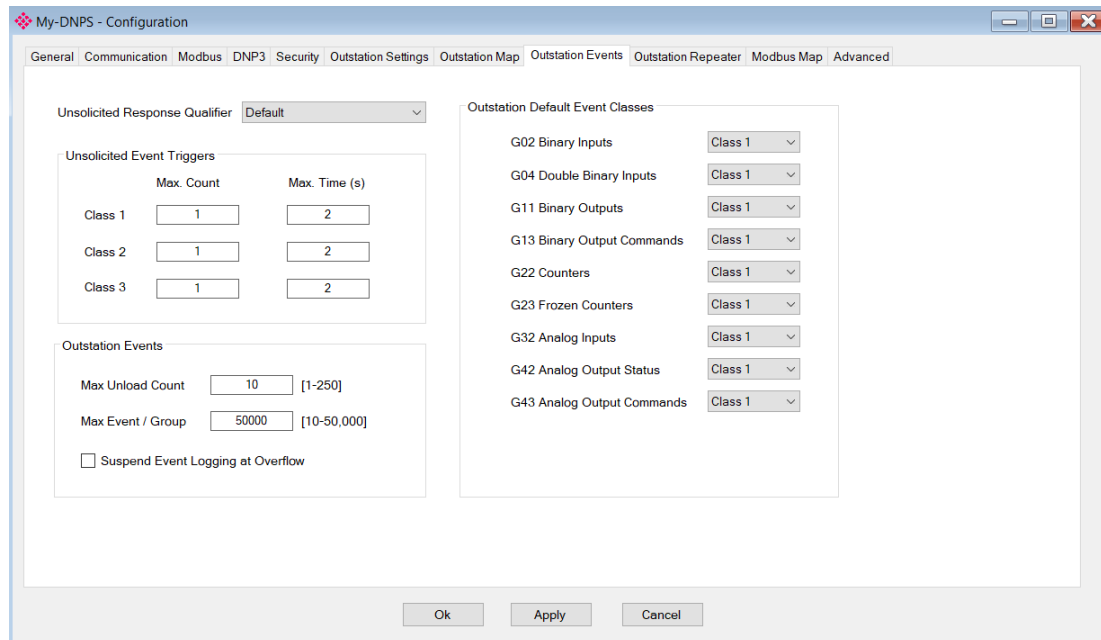 My-DNPS - Configuration
General Communication Modbus DNP3 Security Outstation Settings Outstation Map Outstation Events Outstation Repeater Modbus Map Advanced
Unsolicited Response Qualifier Default
Unsolicited Event Triggers
Max. Count Max. Time (s)
Class 1 1 2
Class 2 1 2
Class 3 1 2
Outstation Events
Max Unload Count 10 [1-250]
Max Event / Group 50000 [10-50,000]
Suspend Event Logging at Overflow
Outstation Default Event Classes
G02 Binary Inputs Class 1
G04 Double Binary Inputs Class 1
G11 Binary Outputs Class 1
G13 Binary Output Commands Class 1
G22 Counters Class 1
G23 Frozen Counters Class 1
G32 Analog Inputs Class 1
G42 Analog Output Status Class 1
G43 Analog Output Commands Class 1
Ok Apply Cancel